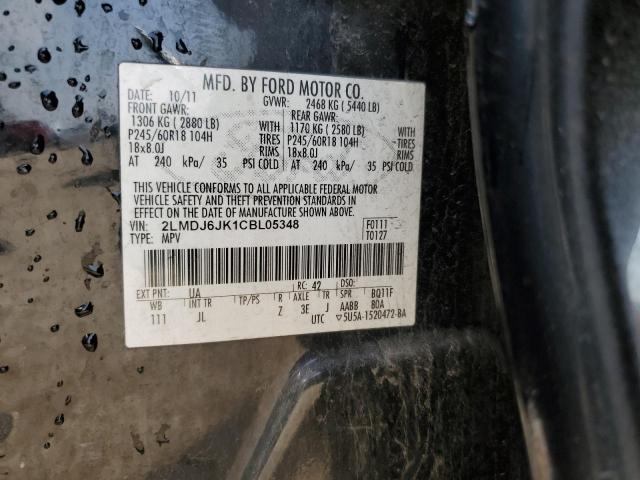 MFD. BY FORD MOTOR CO.
DATE: 10/11 GVWR: 2468 KG ( 5440 LB)
FRONT GAWR: REAR GAWR:
1306 KG ( 2880 LB) WITH 1170 KG ( 2580 LB) WITH
P245/60R18 104H TIRES P245/60R18 104H TIRES
18x8.0J RIMS 18x8.0J RIMS
AT 240 kPa/ 35 PSI COLD AT 240 kPa/ 35 PSI COLD
THIS VEHICLE CONFORMS TO ALL APPLICABLE FEDERAL MOTOR
VEHICLE SAFETY AND THEFT PREVENTION STANDARDS IN
EFFECT ON THE DATE OF MANUFACTURE SHOWN ABOVE.
VIN: 2LMDJ6JK1CBL05348 F0111
TYPE: MPV T0127
EXT PNT: UA RC: 42 DSO:
WB INT TR TP/PS R AXLE TR SPR BQ11F
111 JL Z 3E J AABB BOA
UTC ▽5U5A-1520472-BA